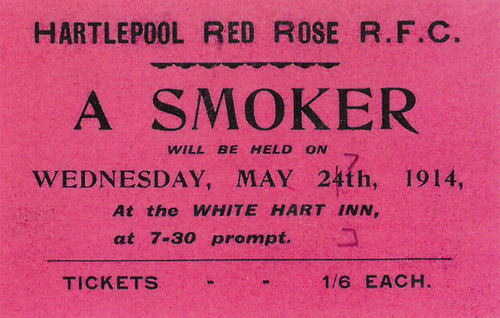 HARTLEPOOL RED ROSE R.F.C.
A SMOKER
WILL BE HELD ON
WEDNESDAY, MAY 24th, 1914,
At the WHITE HART INN,
at 7-30 prompt.
TICKETS - - 1/6 EACH.